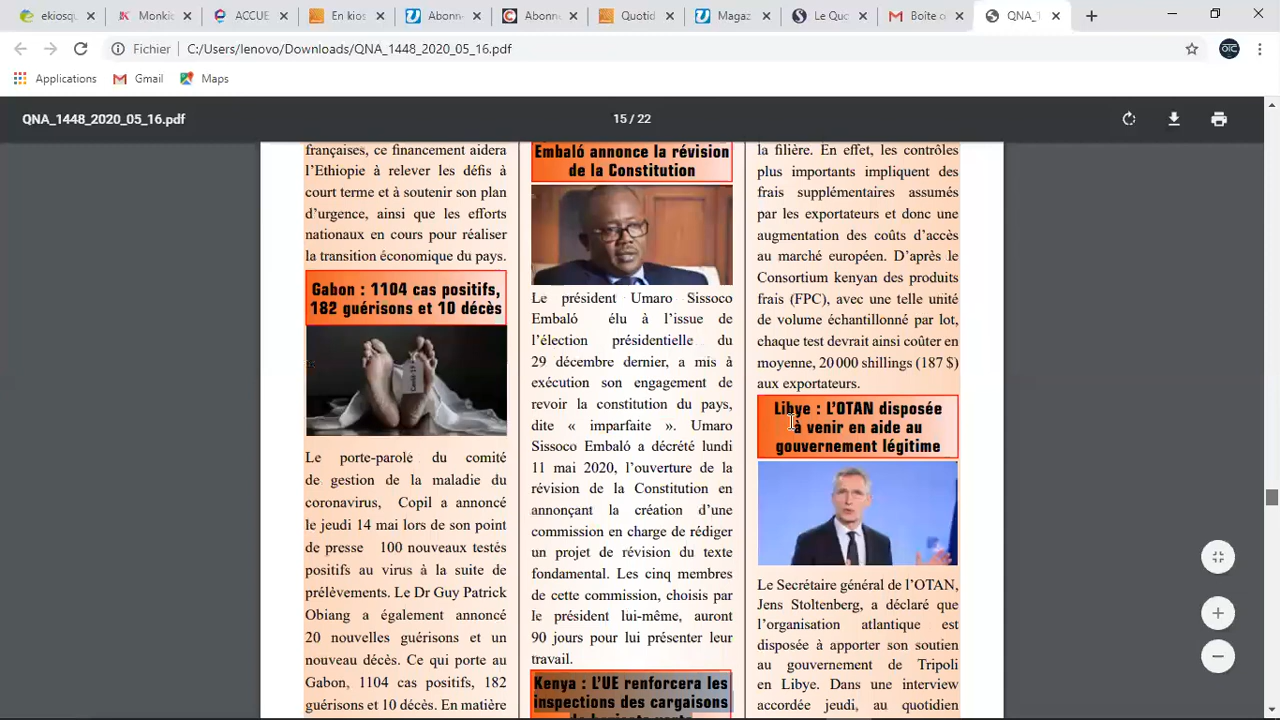 ekiosqu
Monki
ACCUE
En kios
Abonn
Abonne
Quotid
Magaz
Le Quo
Boîte o
QNA_1
Fichier
C:/Users/lenovo/Downloads/QNA_1448_2020_05_16.pdf
Applications
Gmail
Maps
QNA_1448_2020_05_16.pdf
15 / 22
françaises, ce financement aidera
l'Ethiopie à relever les défis à
court terme et à soutenir son plan
d'urgence, ainsi que les efforts
nationaux en cours pour réaliser
la transition économique du pays.
Gabon : 1104 cas positifs,
182 guérisons et 10 décès
Covid-19
Le porte-parole du comité
de gestion de la maladie du
coronavirus, Copil a annoncé
le jeudi 14 mai lors de son point
de presse 100 nouveaux testés
positifs au virus à la suite de
prélèvements. Le Dr Guy Patrick
Obiang a également annoncé
20 nouvelles guérisons et un
nouveau décès. Ce qui porte au
Gabon, 1104 cas positifs, 182
guérisons et 10 décès. En matière
Embaló annonce la révision
de la Constitution
Le président Umaro Sissoco
Embaló élu à l'issue de
l'élection présidentielle du
29 décembre dernier, a mis à
exécution son engagement de
revoir la constitution du pays,
dite « imparfaite ». Umaro
Sissoco Embaló a décrété lundi
11 mai 2020, l'ouverture de la
révision de la Constitution en
annonçant la création d'une
commission en charge de rédiger
un projet de révision du texte
fondamental. Les cinq membres
de cette commission, choisis par
le président lui-même, auront
90 jours pour lui présenter leur
travail.
Kenya : L'UE renforcera les
inspections des cargaisons
la filière. En effet, les contrôles
plus importants impliquent des
frais supplémentaires assumés
par les exportateurs et donc une
augmentation des coûts d'accès
au marché européen. D'après le
Consortium kenyan des produits
frais (FPC), avec une telle unité
de volume échantillonné par lot,
chaque test devrait ainsi coûter en
moyenne, 20 000 shillings (187 $)
aux exportateurs.
Libye : L'OTAN disposée
à venir en aide au
gouvernement légitime
Le Secrétaire général de l'OTAN,
Jens Stoltenberg, a déclaré que
l'organisation atlantique est
disposée à apporter son soutien
au gouvernement de Tripoli
en Libye. Dans une interview
accordée jeudi, au quotidien